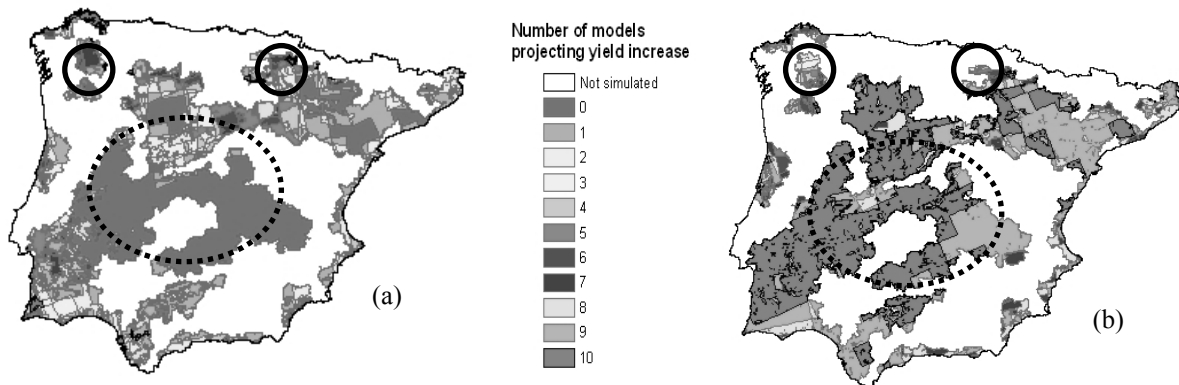 Number of models
projecting yield increase
Not simulated
0
1
2
3
4
5
6
7
8
9
10
(a)
(b)